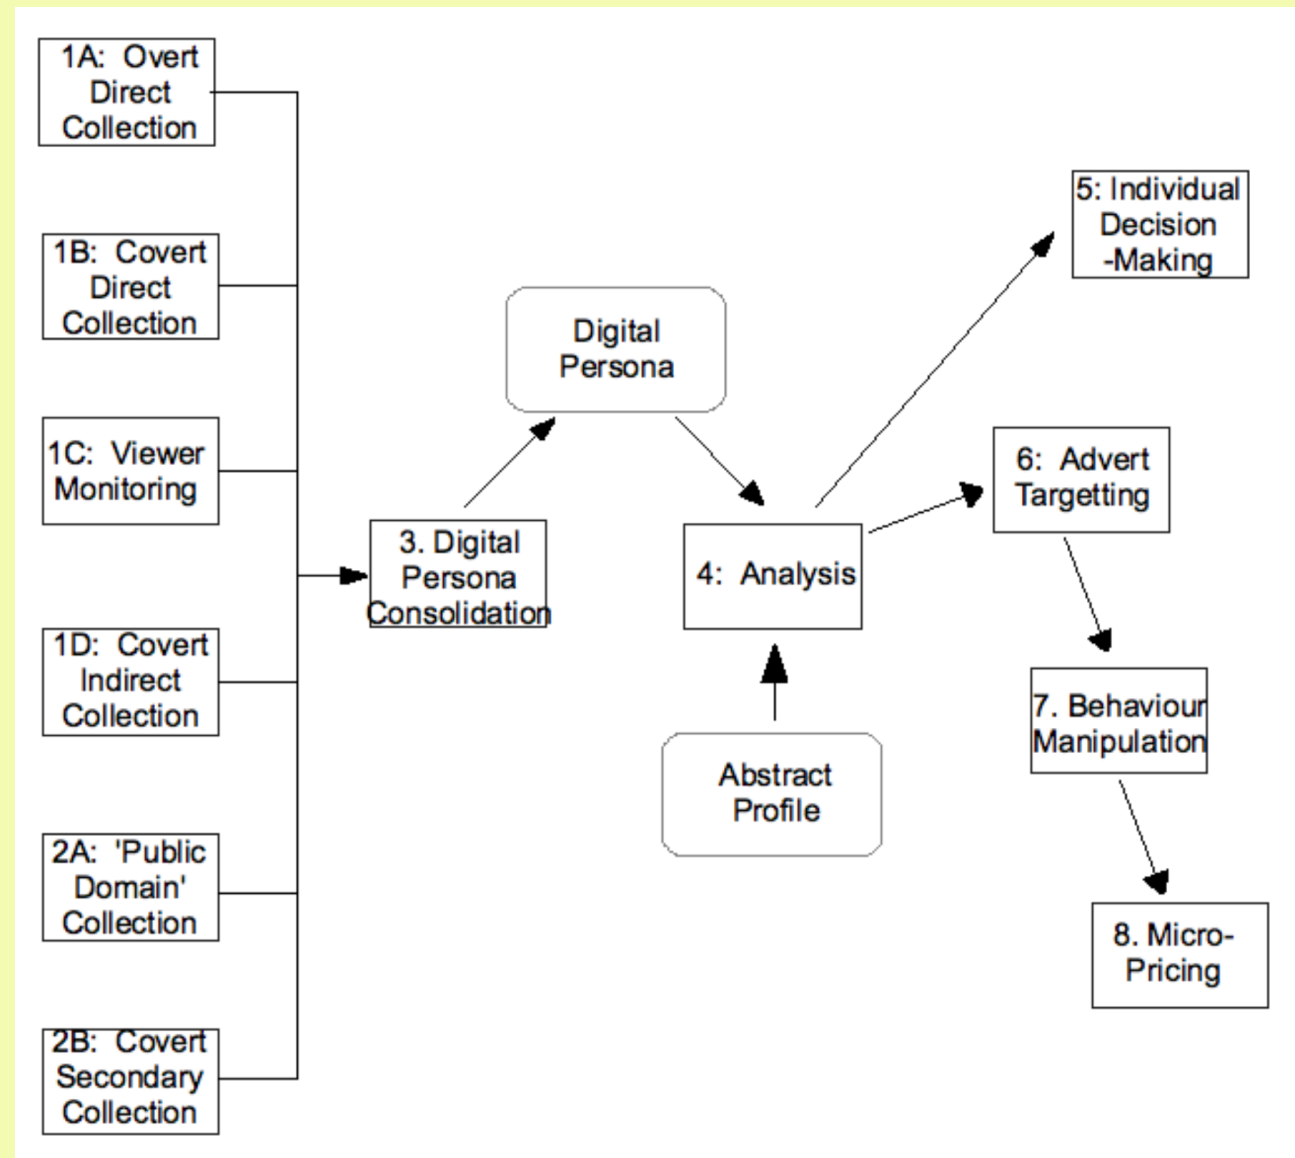 1A: Overt
Direct
Collection
1B: Covert
Direct
Collection
1C: Viewer
Monitoring
1D: Covert
Indirect
Collection
2A: 'Public
Domain'
Collection
2B: Covert
Secondary
Collection
3. Digital
Persona
Consolidation
Digital
Persona
4: Analysis
Abstract
Profile
5: Individual
Decision
-Making
6: Advert
Targetting
7. Behaviour
Manipulation
8. Micro-
Pricing